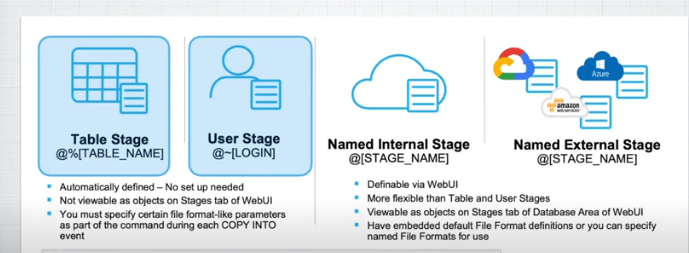 Table Stage
@%[TABLE_NAME]
User Stage
@~[LOGIN]
Named Internal Stage
@[STAGE_NAME]
Azure
amazon
web services
Named External Stage
@[STAGE_NAME]
Automatically defined – No set up needed
Not viewable as objects on Stages tab of WebUI
You must specify certain file format-like parameters
as part of the command during each COPY INTO
event
Definable via WebUI
More flexible than Table and User Stages
Viewable as objects on Stages tab of Database Area of WebUI
Have embedded default File Format definitions or you can specify
named File Formats for use